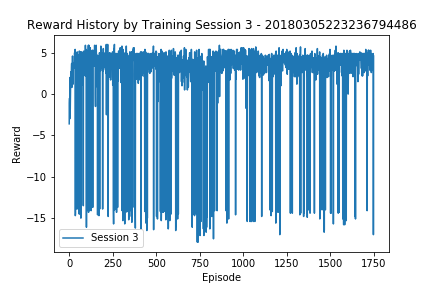 Reward History by Training Session 3 - 20180305223236794486
5
0
−5
−10
−15
Reward
Session 3
0 250 500 750 1000 1250 1500 1750
Episode